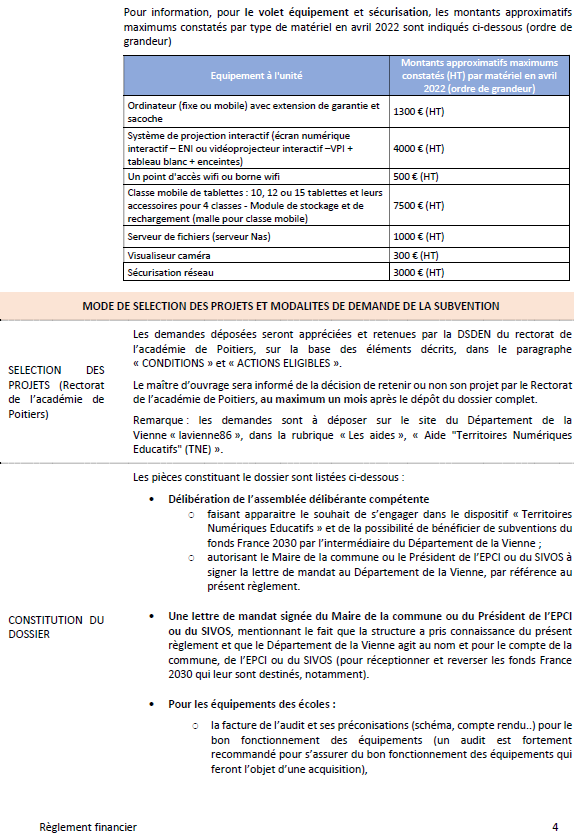 Pour information, pour le volet équipement et sécurisation, les montants approximatifs
maximums constatés par type de matériel en avril 2022 sont indiqués ci-dessous (ordre de
grandeur)
Equipement à l'unité
Montants approximatifs maximums
constatés (HT) par matériel en avril
2022 (ordre de grandeur)
Ordinateur (fixe ou mobile) avec extension de garantie et
sacoche
1300 € (HT)
Système de projection interactif (écran numérique
interactif – ENI ou vidéoprojecteur interactif –VPI +
tableau blanc + enceintes)
4000 € (HT)
Un point d'accès wifi ou borne wifi
500 € (HT)
Classe mobile de tablettes : 10, 12 ou 15 tablettes et leurs
accessoires pour 4 classes - Module de stockage et de
rechargement (malle pour classe mobile)
7500 € (HT)
Serveur de fichiers (serveur Nas)
1000 € (HT)
Visualiseur caméra
300 € (HT)
Sécurisation réseau
3000 € (HT)
MODE DE SELECTION DES PROJETS ET MODALITES DE DEMANDE DE LA SUBVENTION
SELECTION DES
PROJETS (Rectorat
de l'académie de
Poitiers)
Les demandes déposées seront appréciées et retenues par la DSDEN du rectorat de
l'académie de Poitiers, sur la base des éléments décrits, dans le paragraphe
« CONDITIONS » et « ACTIONS ELIGIBLES ».
Le maître d'ouvrage sera informé de la décision de retenir ou non son projet par le Rectorat
de l'académie de Poitiers, au maximum un mois après le dépôt du dossier complet.
Remarque : les demandes sont à déposer sur le site du Département de la
Vienne « lavienne86 », dans la rubrique « Les aides », « Aide "Territoires Numériques
Educatifs" (TNE) ».
CONSTITUTION DU
DOSSIER
Les pièces constituant le dossier sont listées ci-dessous :
• Délibération de l'assemblée délibérante compétente
○ faisant apparaitre le souhait de s'engager dans le dispositif « Territoires
Numériques Educatifs » et de la possibilité de bénéficier de subventions du
fonds France 2030 par l'intermédiaire du Département de la Vienne ;
○ autorisant le Maire de la commune ou le Président de l'EPCI ou du SIVOS à
signer la lettre de mandat au Département de la Vienne, par référence au
présent règlement.
• Une lettre de mandat signée du Maire de la commune ou du Président de l'EPCI
ou du SIVOS, mentionnant le fait que la structure a pris connaissance du présent
règlement et que le Département de la Vienne agit au nom et pour le compte de la
commune, de l'EPCI ou du SIVOS (pour réceptionner et reverser les fonds France
2030 qui leur sont destinés, notamment).
• Pour les équipements des écoles :
○ la facture de l'audit et ses préconisations (schéma, compte rendu..) pour le
bon fonctionnement des équipements (un audit est fortement
recommandé pour s'assurer du bon fonctionnement des équipements qui
feront l'objet d'une acquisition),
Règlement financier
4